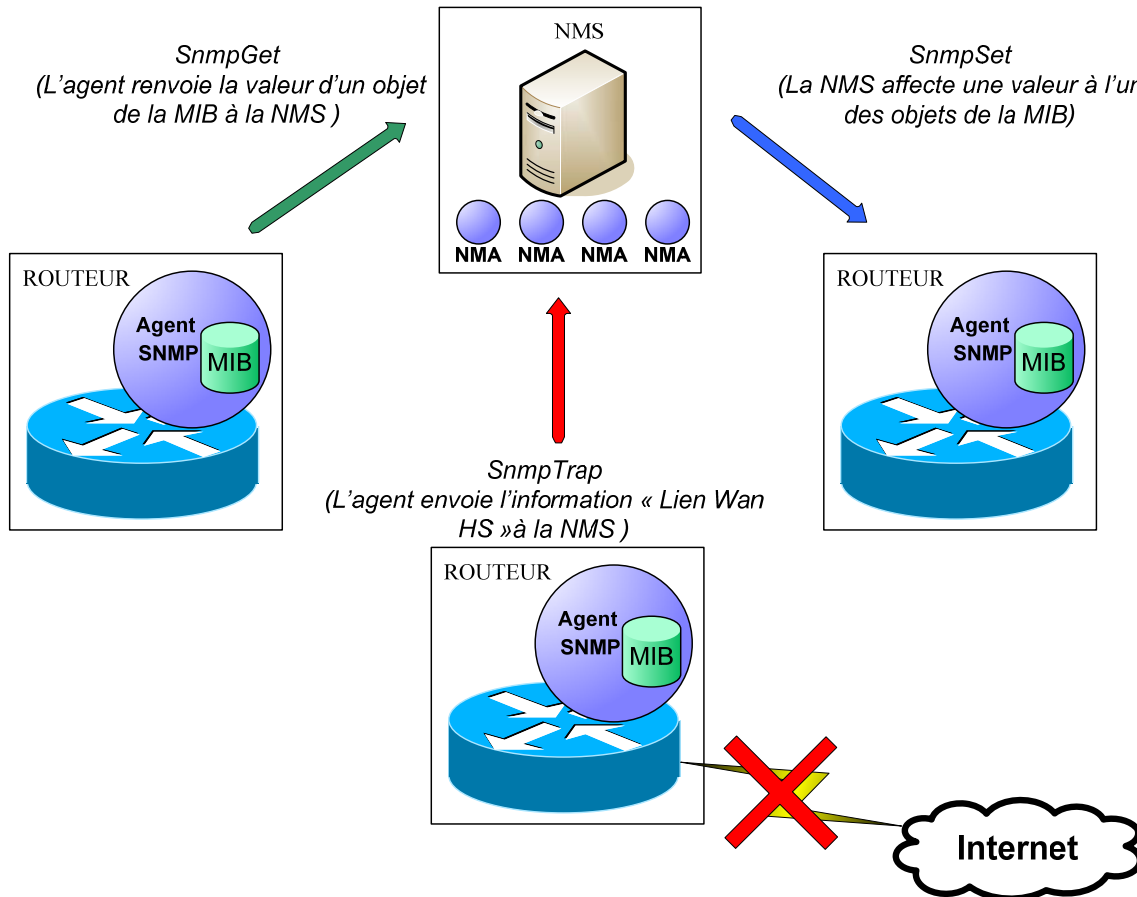 NMS
SnmpGet
(L'agent renvoie la valeur d'un objet
de la MIB à la NMS )
SnmpSet
(La NMS affecte une valeur à l'un
des objets de la MIB)
NMA NMA NMA NMA
ROUTEUR
Agent
SNMP
MIB
ROUTEUR
Agent
SNMP
MIB
SnmpTrap
(L'agent envoie l'information « Lien Wan
HS »à la NMS )
ROUTEUR
Agent
SNMP
MIB
Internet